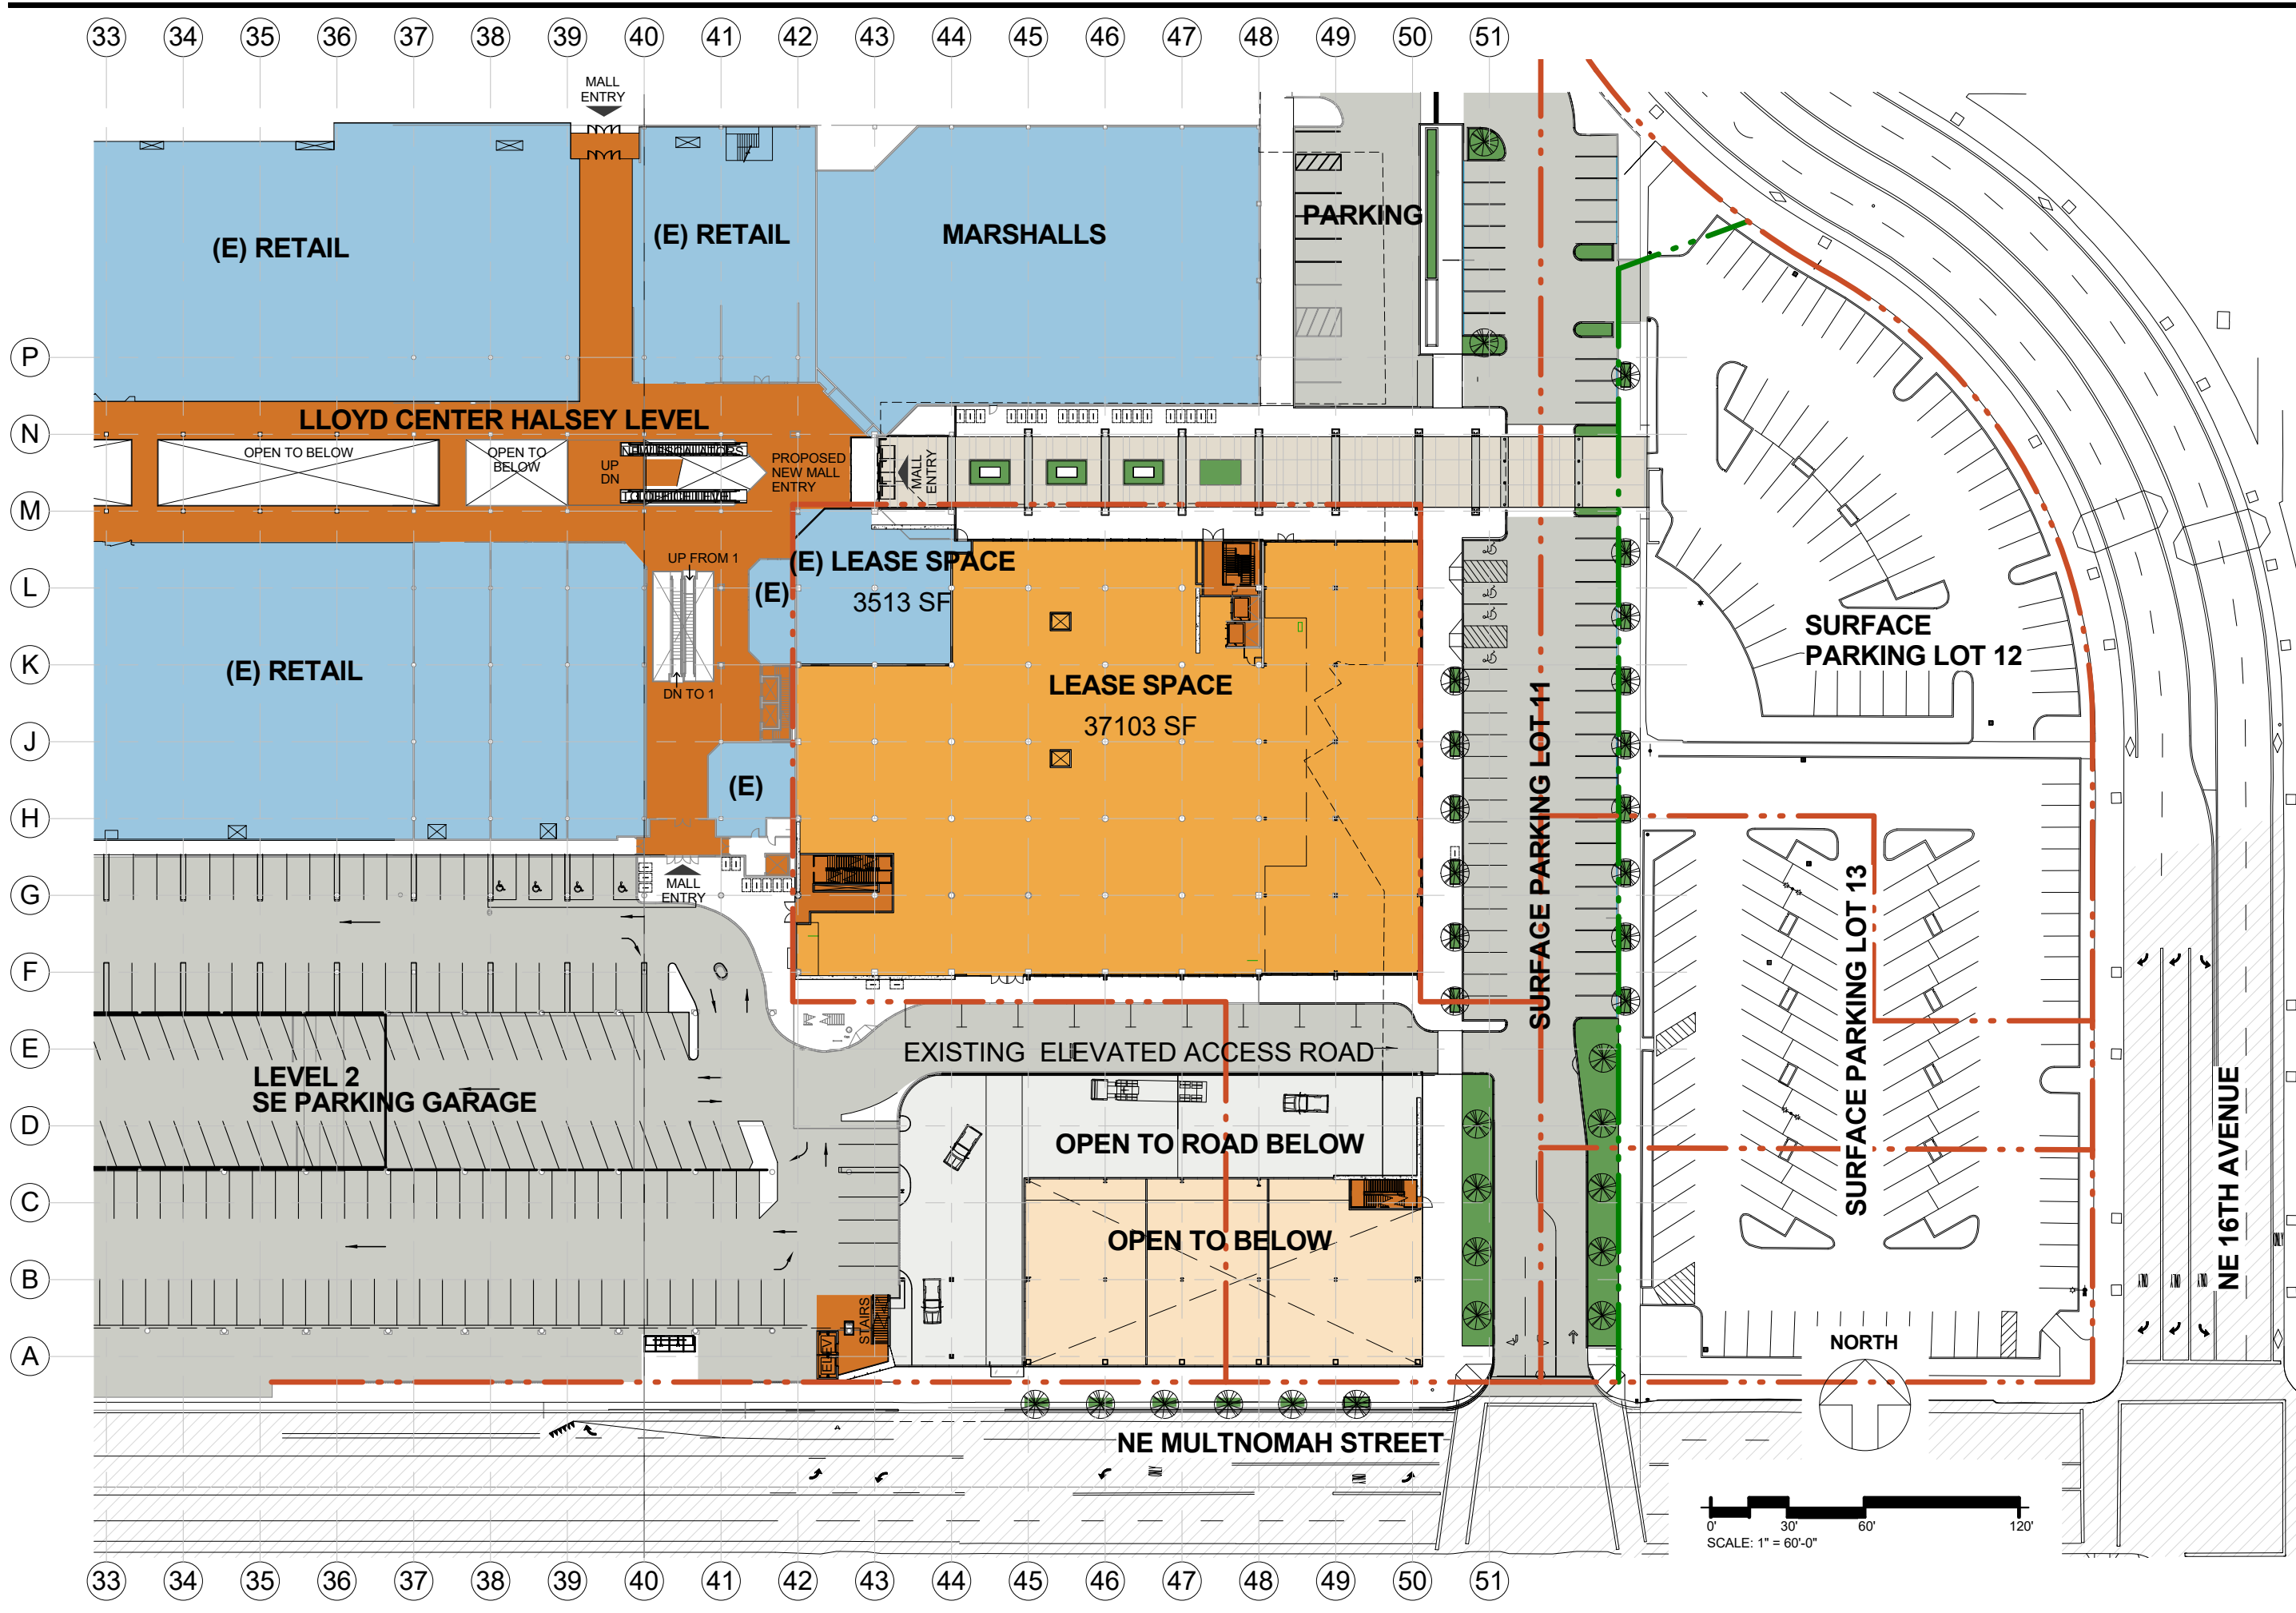 33 34 35 36 37 38 39 40 41 42 43 44 45 46 47 48 49 50 51
MALL
ENTRY
(E) RETAIL
(E) RETAIL
MARSHALLS
PARKING
P
LLOYD CENTER HALSEY LEVEL
N
OPEN TO BELOW
OPEN TO
BELOW
UP
DN
NEW ESCALATORS
PROPOSED
NEW MALL
ENTRY
MALL
ENTRY
M
UP FROM 1
(E) LEASE SPACE
3513 SF
(E)
L
SURFACE
PARKING LOT 12
K
(E) RETAIL
DN TO 1
LEASE SPACE
37103 SF
SURFACE PARKING LOT 11
J
(E)
H
MALL
ENTRY
G
SURFACE PARKING LOT 13
F
E
EXISTING ELEVATED ACCESS ROAD
LEVEL 2
SE PARKING GARAGE
NE 16TH AVENUE
D
OPEN TO ROAD BELOW
C
OPEN TO BELOW
B
STAIRS
ELEV
A
NORTH
NE MULTNOMAH STREET
ONLY
0' 30' 60' 120'
SCALE: 1" = 60'-0"
33 34 35 36 37 38 39 40 41 42 43 44 45 46 47 48 49 50 51